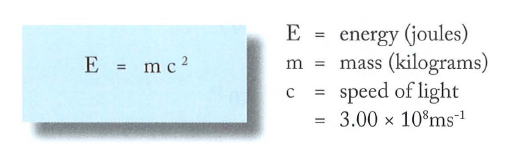 E = m c²
E = energy (joules)
m = mass (kilograms)
c = speed of light
= 3.00 × 10⁸ms⁻¹